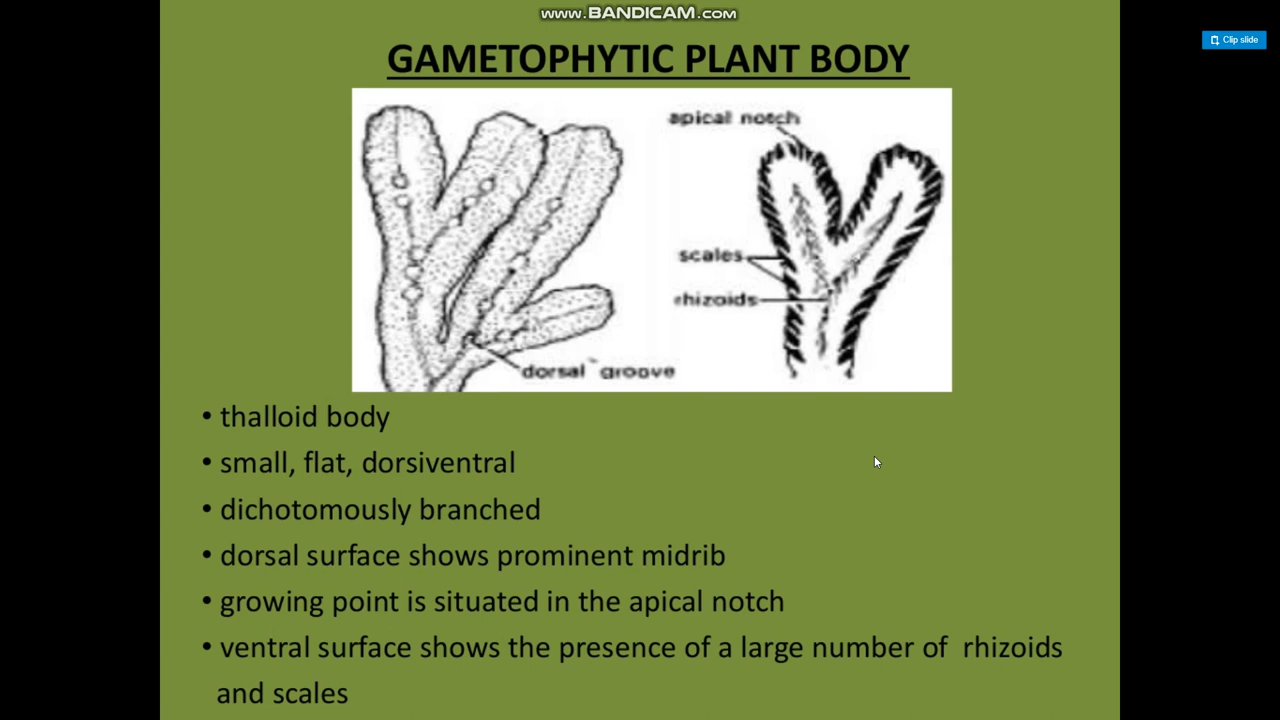 www.BANDICAM.com
Clip slide
GAMETOPHYTIC PLANT BODY
apical notch
scales
rhizoids
dorsal groove
• thalloid body
• small, flat, dorsiventral
• dichotomously branched
• dorsal surface shows prominent midrib
• growing point is situated in the apical notch
• ventral surface shows the presence of a large number of rhizoids
and scales